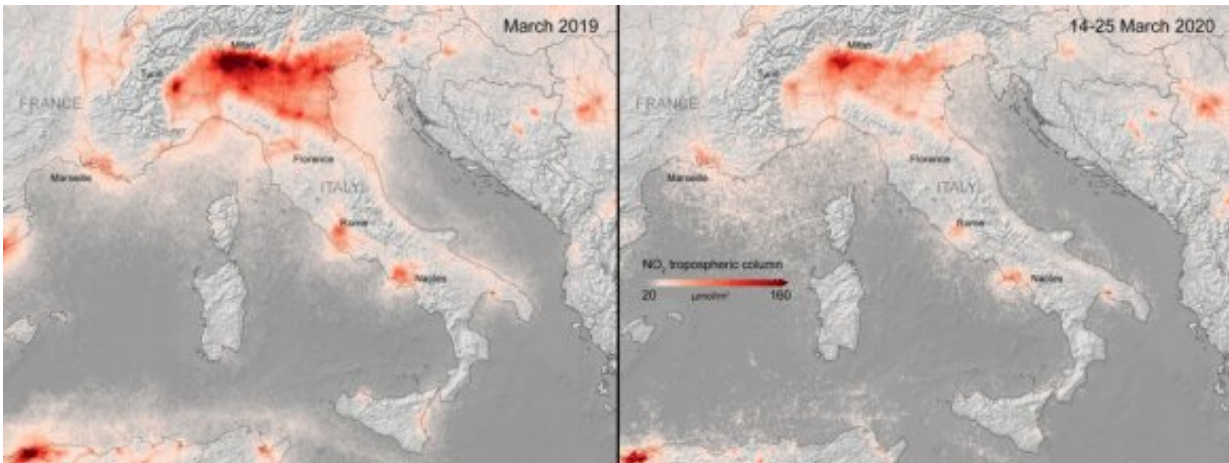 March 2019
Milan
Turin
FRANCE
Florence
Marseille
ITALY
Rome
Naples
14-25 March 2020
Milan
Turin
FRANCE
Florence
Marseille
ITALY
Rome
NO₂ tropospheric column
20 µmol/m² 160
Naples